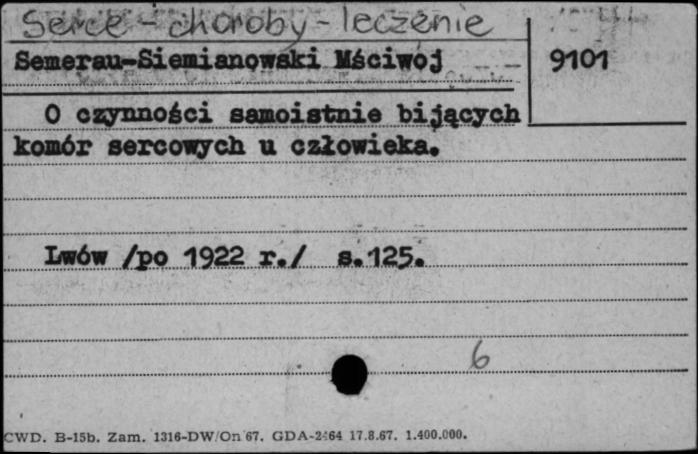 Serce - choroby - leczenie
Semerau-Siemianowski Mściwój
9101
O czynności samoistnie bijących
komór sercowych u człowieka.
Lwów /po 1922 r./ s.125.
6
CWD. B-15b. Zam. 1316-DW/On 67. GDA-2464 17.8.67. 1.400.000.